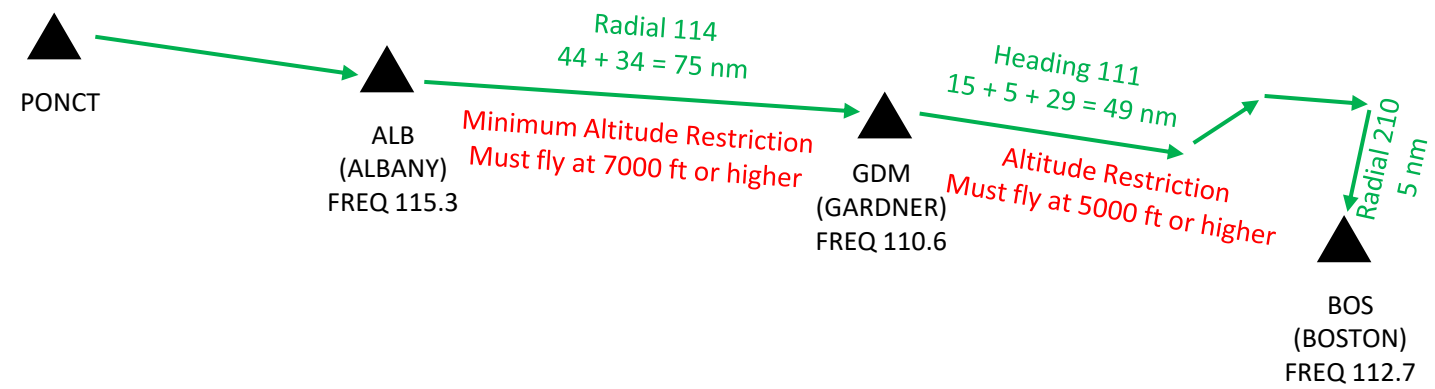 PONCT
ALB
(ALBANY)
FREQ 115.3
Radial 114
44 + 34 = 75 nm
Minimum Altitude Restriction
Must fly at 7000 ft or higher
GDM
(GARDNER)
FREQ 110.6
Heading 111
15 + 5 + 29 = 49 nm
Altitude Restriction
Must fly at 5000 ft or higher
Radial 210
5 nm
BOS
(BOSTON)
FREQ 112.7